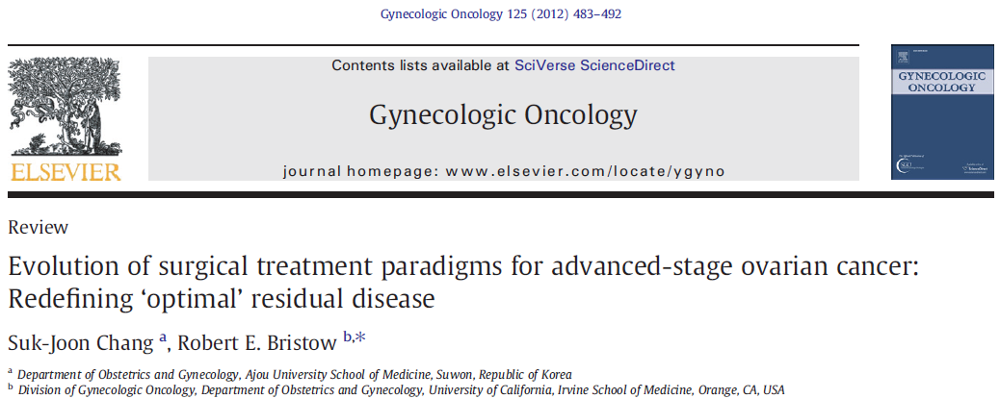 Gynecologic Oncology 125 (2012) 483–492
Contents lists available at SciVerse ScienceDirect
Gynecologic Oncology
journal homepage: www.elsevier.com/locate/ygyno
ELSEVIER
GYNECOLOGIC
ONCOLOGY
Review
Evolution of surgical treatment paradigms for advanced-stage ovarian cancer:
Redefining ‘optimal’ residual disease
Suk-Joon Chang a, Robert E. Bristow b,*
a Department of Obstetrics and Gynecology, Ajou University School of Medicine, Suwon, Republic of Korea
b Division of Gynecologic Oncology, Department of Obstetrics and Gynecology, University of California, Irvine School of Medicine, Orange, CA, USA